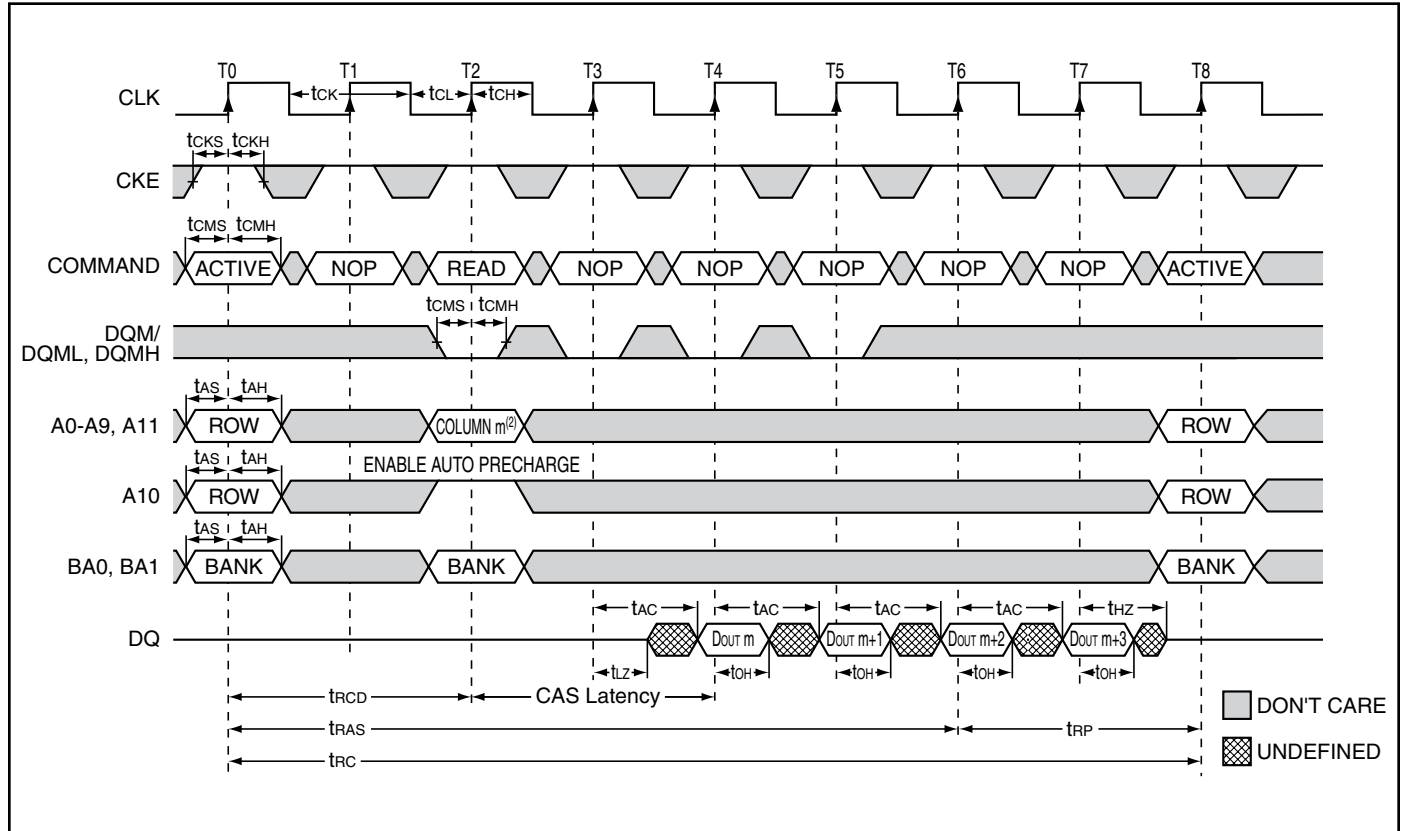 T0 T1 T2 T3 T4 T5 T6 T7 T8
CLK
tCK tCL tCH
tCKS tCKH
CKE
tCMS tCMH
COMMAND
ACTIVE NOP READ NOP NOP NOP NOP NOP ACTIVE
tCMS tCMH
DQM/
DQML, DQMH
tAS tAH
A0-A9, A11
ROW COLUMN m(2) ROW
tAS tAH
ENABLE AUTO PRECHARGE
A10
ROW ROW
tAS tAH
BA0, BA1
BANK BANK BANK
tAC tAC tAC tAC tHZ
DQ
DOUT m DOUT m+1 DOUT m+2 DOUT m+3
tLZ tOH tOH tOH tOH
tRCD CAS Latency
DON'T CARE
tRAS tRP
UNDEFINED
tRC